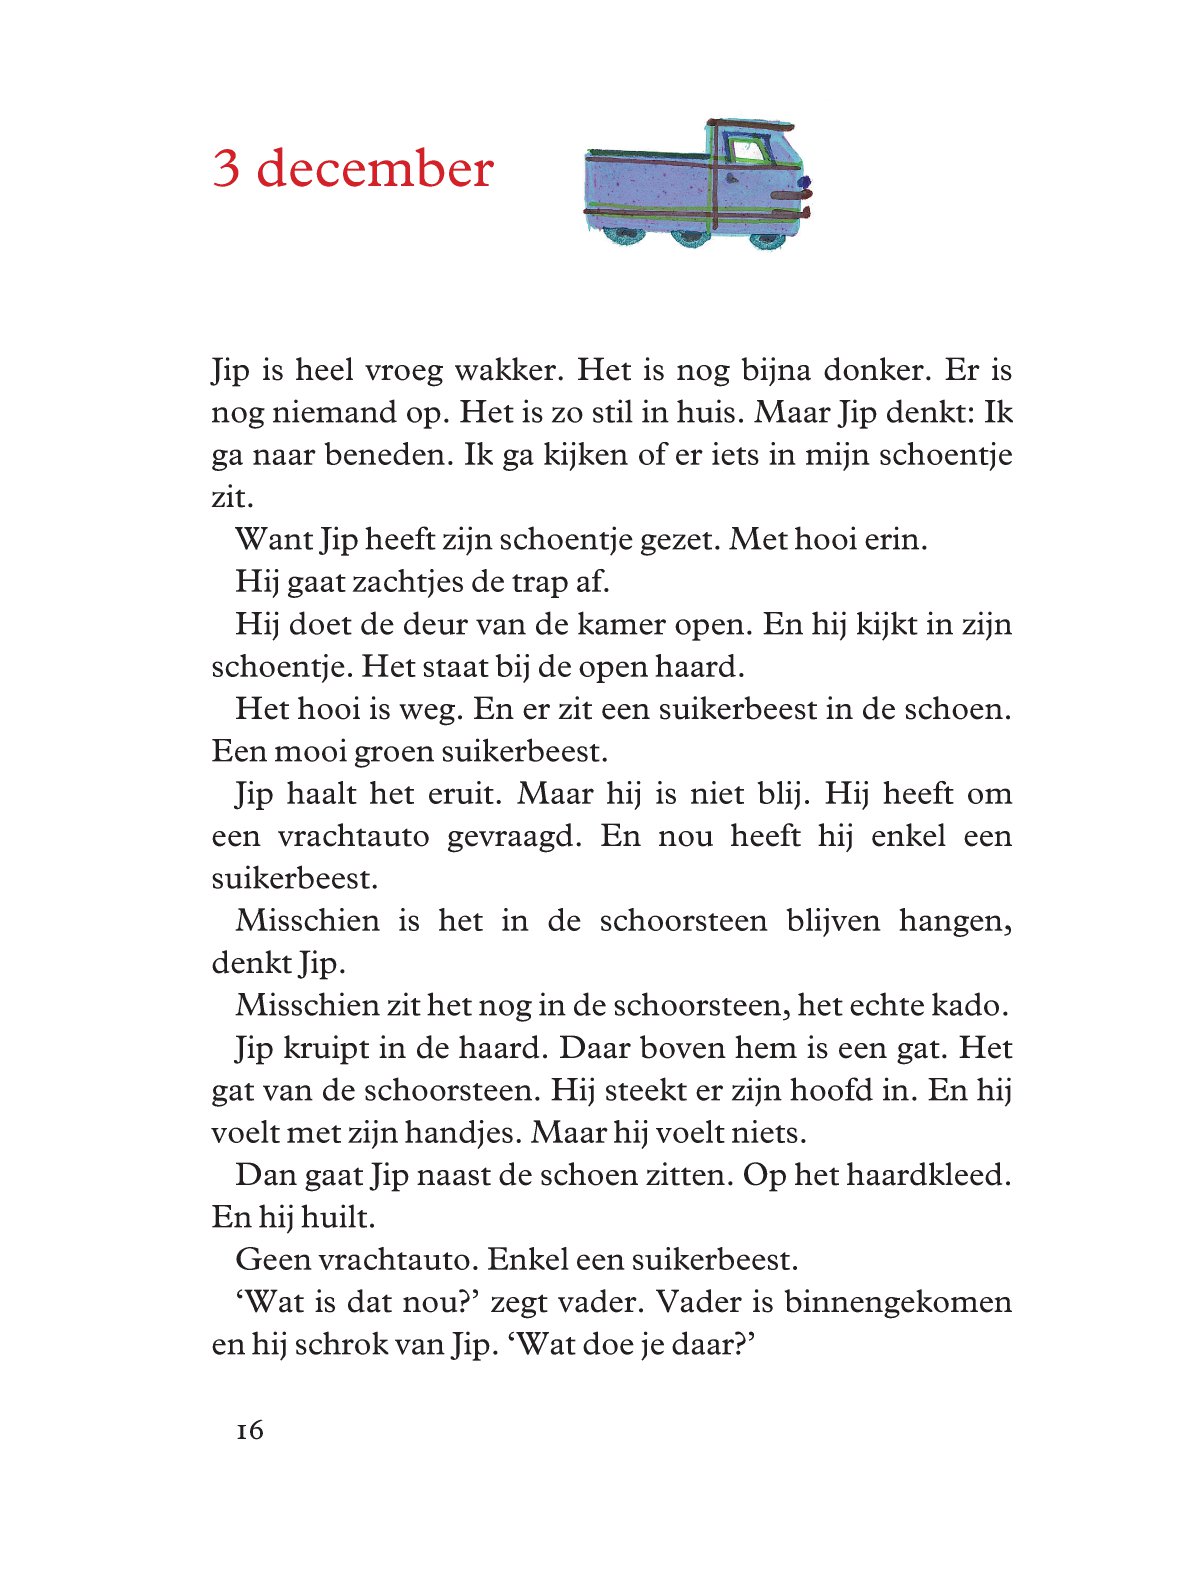 3 december
Jip is heel vroeg wakker. Het is nog bijna donker. Er is
nog niemand op. Het is zo stil in huis. Maar Jip denkt: Ik
ga naar beneden. Ik ga kijken of er iets in mijn schoentje
zit.
Want Jip heeft zijn schoentje gezet. Met hooi erin.
Hij gaat zachtjes de trap af.
Hij doet de deur van de kamer open. En hij kijkt in zijn
schoentje. Het staat bij de open haard.
Het hooi is weg. En er zit een suikerbeest in de schoen.
Een mooi groen suikerbeest.
Jip haalt het eruit. Maar hij is niet blij. Hij heeft om
een vrachtauto gevraagd. En nou heeft hij enkel een
suikerbeest.
Misschien is het in de schoorsteen blijven hangen,
denkt Jip.
Misschien zit het nog in de schoorsteen, het echte kado.
Jip kruipt in de haard. Daar boven hem is een gat. Het
gat van de schoorsteen. Hij steekt er zijn hoofd in. En hij
voelt met zijn handjes. Maar hij voelt niets.
Dan gaat Jip naast de schoen zitten. Op het haardkleed.
En hij huilt.
Geen vrachtauto. Enkel een suikerbeest.
‘Wat is dat nou?’ zegt vader. Vader is binnengekomen
en hij schrok van Jip. ‘Wat doe je daar?’
16